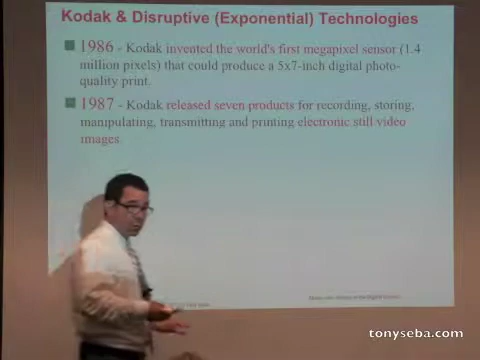 Kodak & Disruptive (Exponential) Technologies
1986 - Kodak invented the world's first megapixel sensor (1.4
million pixels) that could produce a 5x7-inch digital photo-
quality print.
1987 - Kodak released seven products for recording, storing,
manipulating, transmitting and printing electronic still video
images.
tonyseba.com